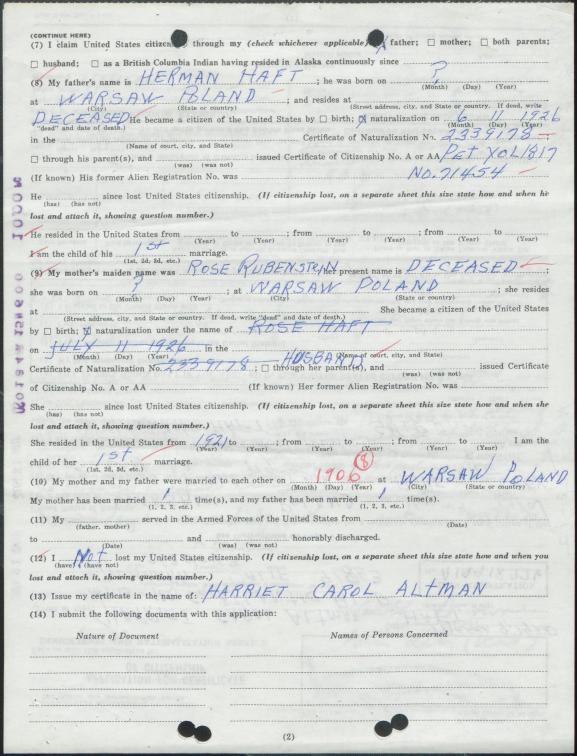 (CONTINUE HERE)
(7) I claim United States citizenship through my (check whichever applicable) ☒ father; ☐ mother; ☐ both parents;
☐ husband; ☐ as a British Columbia Indian having resided in Alaska continuously since
(8) My father's name is HERMAN HAFT ; he was born on ?
(Month) (Day) (Year)
at WARSAW POLAND ; and resides at
(City) (State or country) (Street address, city, and State or country. If dead, write
DECEASED He became a citizen of the United States by ☐ birth; ☒ naturalization on 6 11 1926
"dead" and date of death.) (Month) (Day) (Year)
in the Certificate of Naturalization No. 2339178
(Name of court, city, and State)
☐ through his parent(s), and issued Certificate of Citizenship No. A or AA PET VOL 1817
(was) (was not)
(If known) His former Alien Registration No. was No. 71454
He since lost United States citizenship. (If citizenship lost, on a separate sheet this size state how and when he
(has) (has not)
lost and attach it, showing question number.)
He resided in the United States from to ; from to ; from to ; from to
(Year) (Year) (Year) (Year) (Year) (Year) (Year)
I am the child of his 1st marriage.
(1st, 2d, 3d, etc.)
(9) My mother's maiden name was ROSE RUBENSTEIN; her present name is DECEASED ;
she was born on ? ; at WARSAW POLAND ; she resides
(Month) (Day) (Year) (City) (State or country)
at She became a citizen of the United States
(Street address, city, and State or country. If dead, write "dead" and date of death.)
by ☐ birth; ☒ naturalization under the name of ROSE HAFT
on JULY 11 1926 in the
(Month) (Day) (Year) HUSBAND (Name of court, city, and State)
Certificate of Naturalization No. 2339178 ; ☐ through her parent(s), and issued Certificate
(was) (was not)
of Citizenship No. A or AA (If known) Her former Alien Registration No. was
She since lost United States citizenship. (If citizenship lost, on a separate sheet this size state how and when she
(has) (has not)
lost and attach it, showing question number.)
She resided in the United States from 1921 to ; from to ; from to ; from to I am the
(Year) (Year) (Year) (Year) (Year) (Year)
child of her 1st marriage.
(1st, 2d, 3d, etc.)
(10) My mother and my father were married to each other on 1906 (8) at WARSAW POLAND
(Month) (Day) (Year) (City) (State or country)
My mother has been married 1 time(s), and my father has been married 1 time(s).
(1, 2, 3, etc.) (1, 2, 3, etc.)
(11) My served in the Armed Forces of the United States from
(father, mother) (Date)
to and honorably discharged.
(Date) (was) (was not)
(12) I Not lost my United States citizenship. (If citizenship lost, on a separate sheet this size state how and when you
(have) (have not)
lost and attach it, showing question number.)
(13) Issue my certificate in the name of: HARRIET CAROL ALTMAN
(14) I submit the following documents with this application:
Nature of Document Names of Persons Concerned
(2)